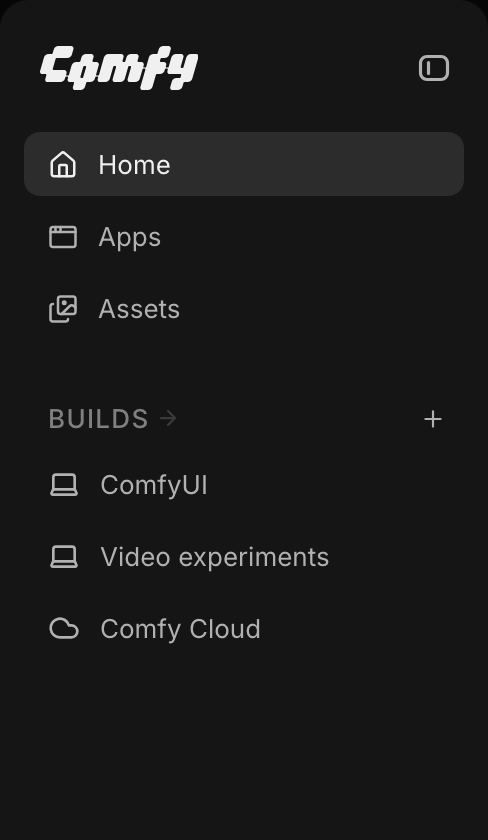 Comfy
Home
Apps
Assets
BUILDS
ComfyUI
Video experiments
Comfy Cloud